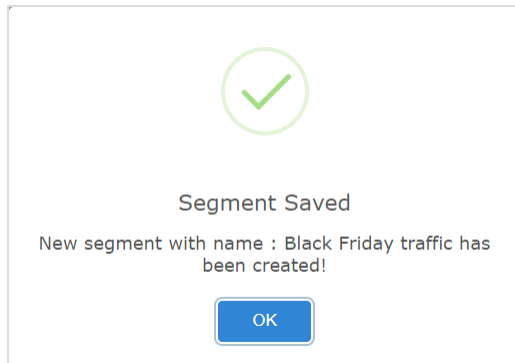 Segment Saved
New segment with name : Black Friday traffic has
been created!
OK